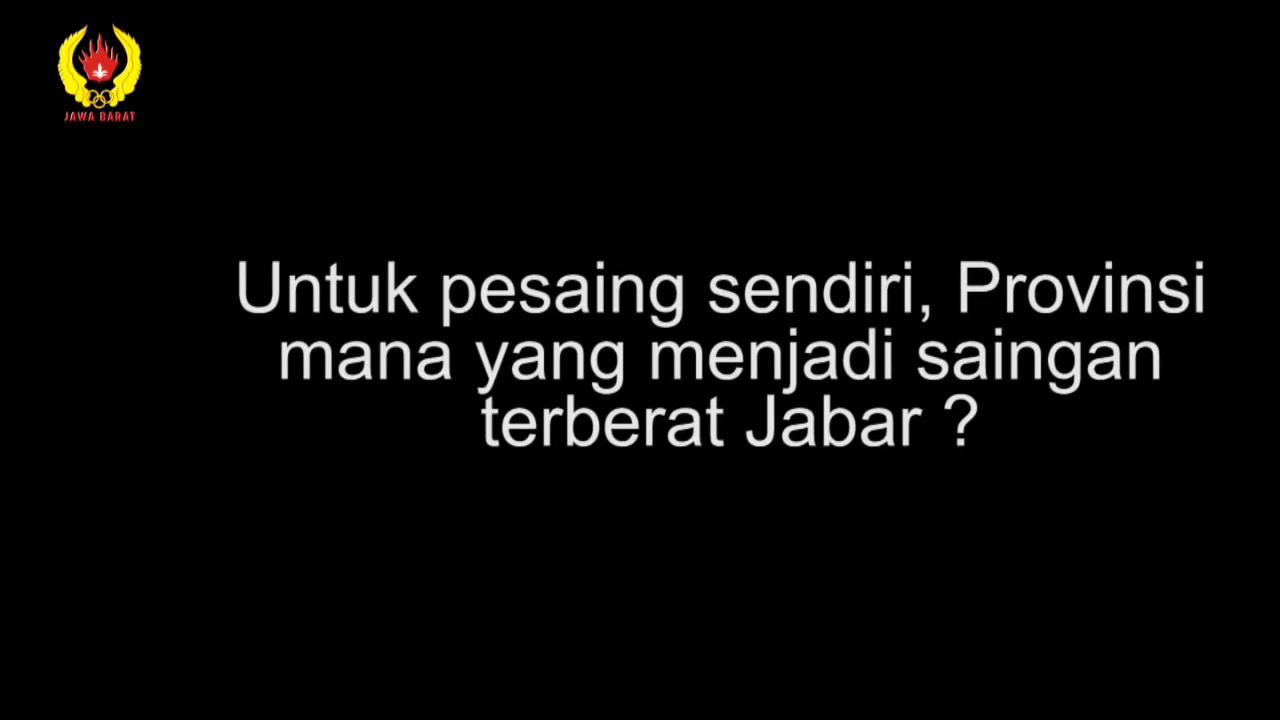 JAWA BARAT
Untuk pesaing sendiri, Provinsi
mana yang menjadi saingan
terberat Jabar ?